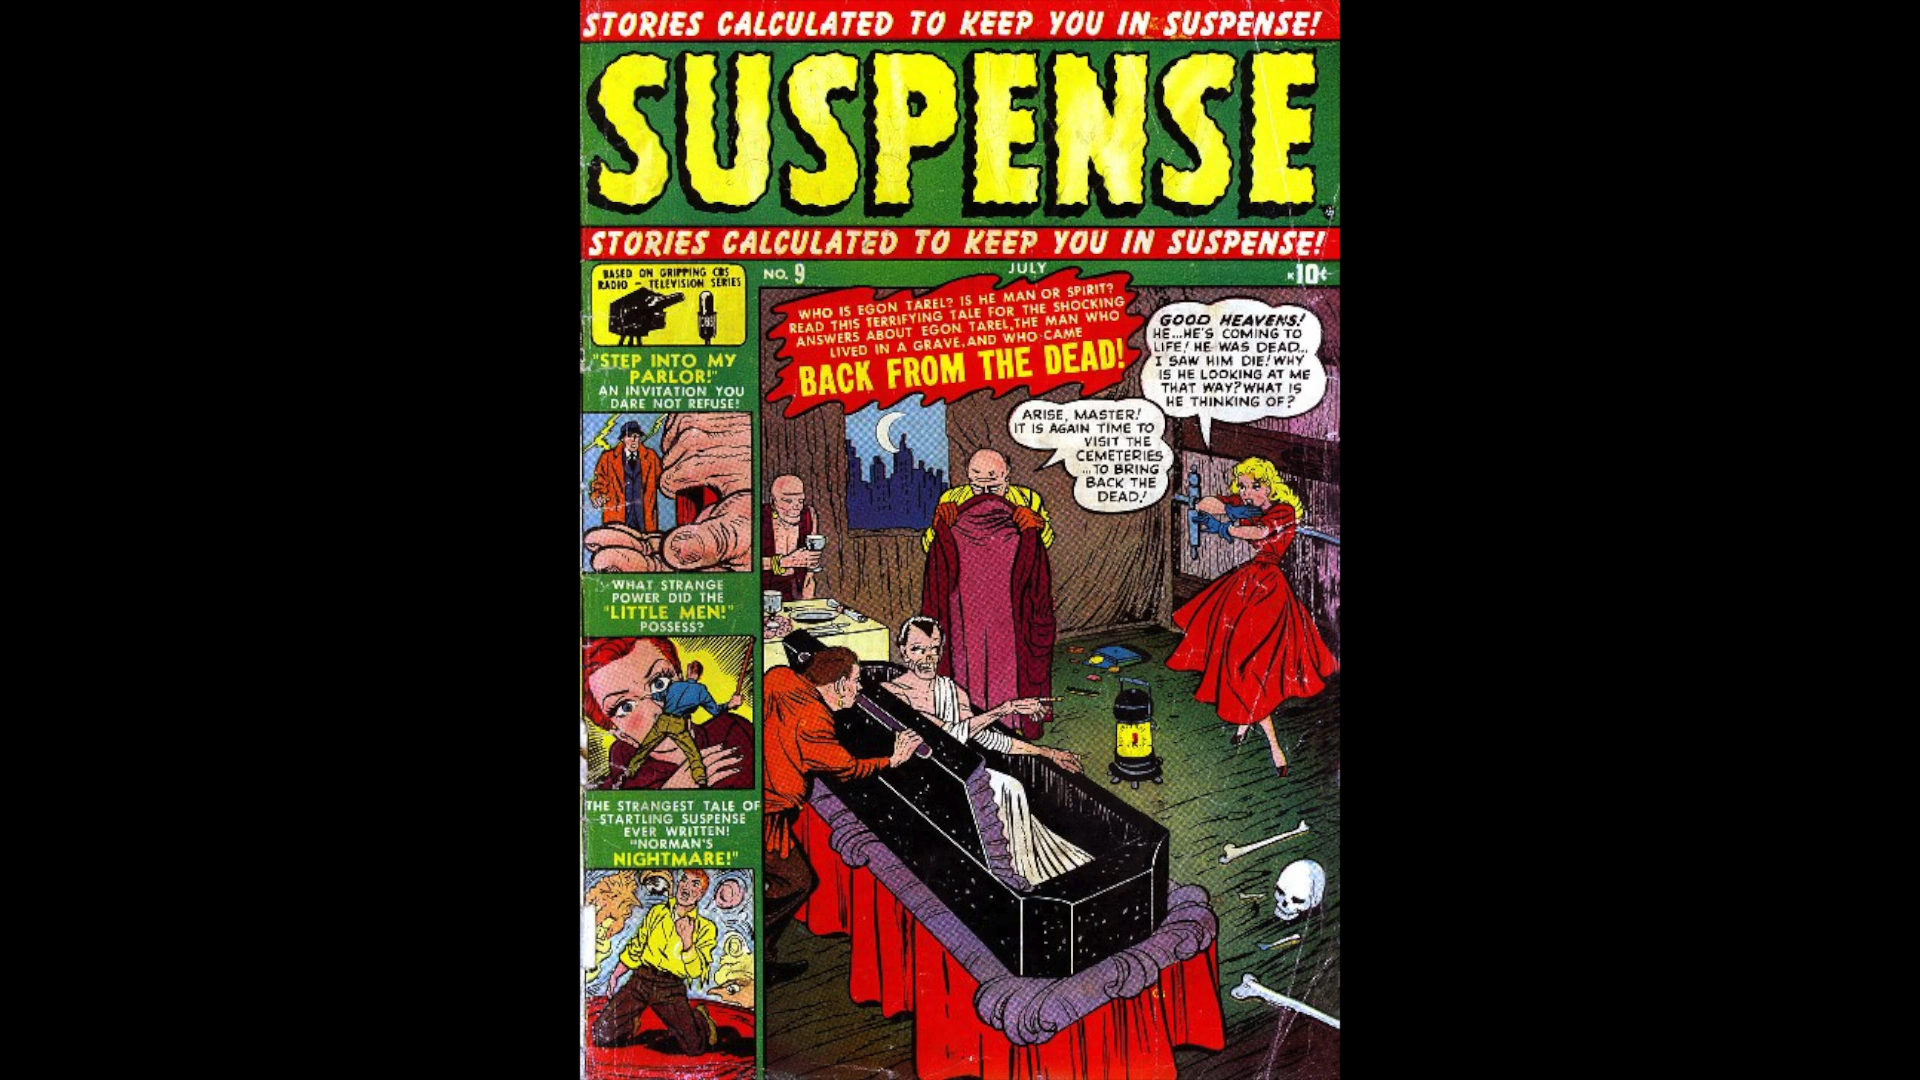 STORIES CALCULATED TO KEEP YOU IN SUSPENSE!
SUSPENSE
STORIES CALCULATED TO KEEP YOU IN SUSPENSE!
BASED ON GRIPPING CBS
RADIO - TELEVISION SERIES
CBS
NO. 9
JULY
10¢
"STEP INTO MY
PARLOR!"
AN INVITATION YOU
DARE NOT REFUSE!
WHAT STRANGE
POWER DID THE
"LITTLE MEN!"
POSSESS?
THE STRANGEST TALE OF
STARTLING SUSPENSE
EVER WRITTEN!
"NORMAN'S
NIGHTMARE!"
WHO IS EGON TAREL? IS HE MAN OR SPIRIT?
READ THIS TERRIFYING TALE FOR THE SHOCKING
ANSWERS ABOUT EGON TAREL, THE MAN WHO
LIVED IN A GRAVE, AND WHO CAME
BACK FROM THE DEAD!
ARISE, MASTER!
IT IS AGAIN TIME TO
VISIT THE
CEMETERIES
...TO BRING
BACK THE
DEAD!
GOOD HEAVENS!
HE...HE'S COMING TO
LIFE! HE WAS DEAD...
I SAW HIM DIE! WHY
IS HE LOOKING AT ME
THAT WAY? WHAT IS
HE THINKING OF?